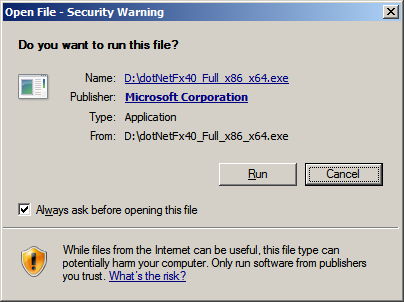 Open File - Security Warning
Do you want to run this file?
Name: D:\dotNetFx40_Full_x86_x64.exe
Publisher: Microsoft Corporation
Type: Application
From: D:\dotNetFx40_Full_x86_x64.exe
Run Cancel
Always ask before opening this file
While files from the Internet can be useful, this file type can
potentially harm your computer. Only run software from publishers
you trust. What's the risk?